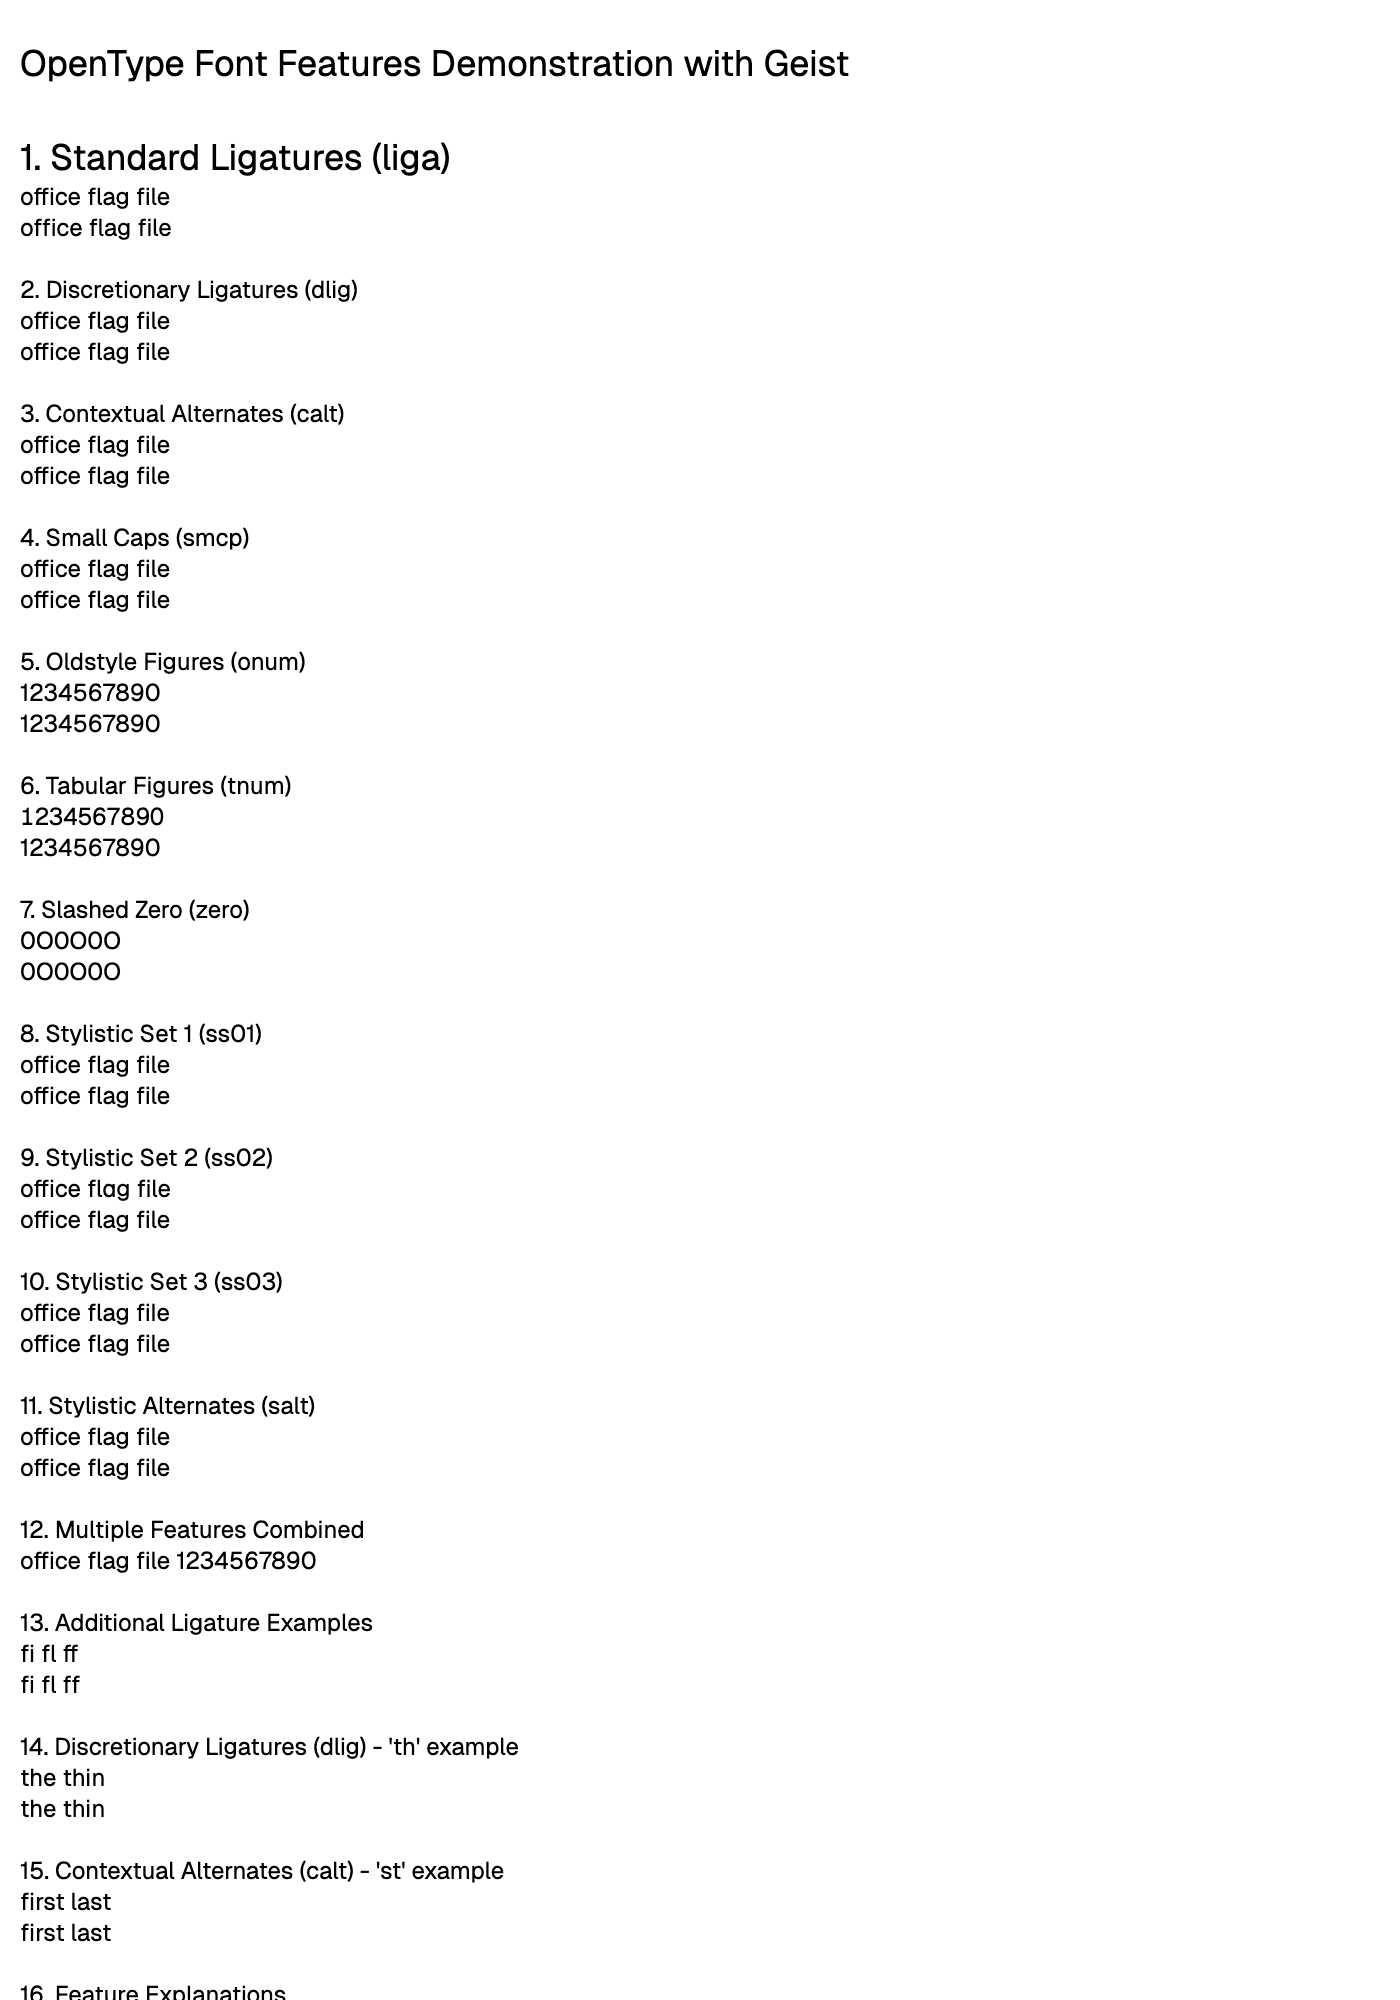 OpenType Font Features Demonstration with Geist
1. Standard Ligatures (liga)
office flag file
office flag file
2. Discretionary Ligatures (dlig)
office flag file
office flag file
3. Contextual Alternates (calt)
office flag file
office flag file
4. Small Caps (smcp)
office flag file
office flag file
5. Oldstyle Figures (onum)
1234567890
1234567890
6. Tabular Figures (tnum)
1234567890
1234567890
7. Slashed Zero (zero)
0O0O0O
0O0O0O
8. Stylistic Set 1 (ss01)
office flag file
office flag file
9. Stylistic Set 2 (ss02)
office flag file
office flag file
10. Stylistic Set 3 (ss03)
office flag file
office flag file
11. Stylistic Alternates (salt)
office flag file
office flag file
12. Multiple Features Combined
office flag file 1234567890
13. Additional Ligature Examples
fi fl ff
fi fl ff
14. Discretionary Ligatures (dlig) - 'th' example
the thin
the thin
15. Contextual Alternates (calt) - 'st' example
first last
first last
16. Feature Explanations